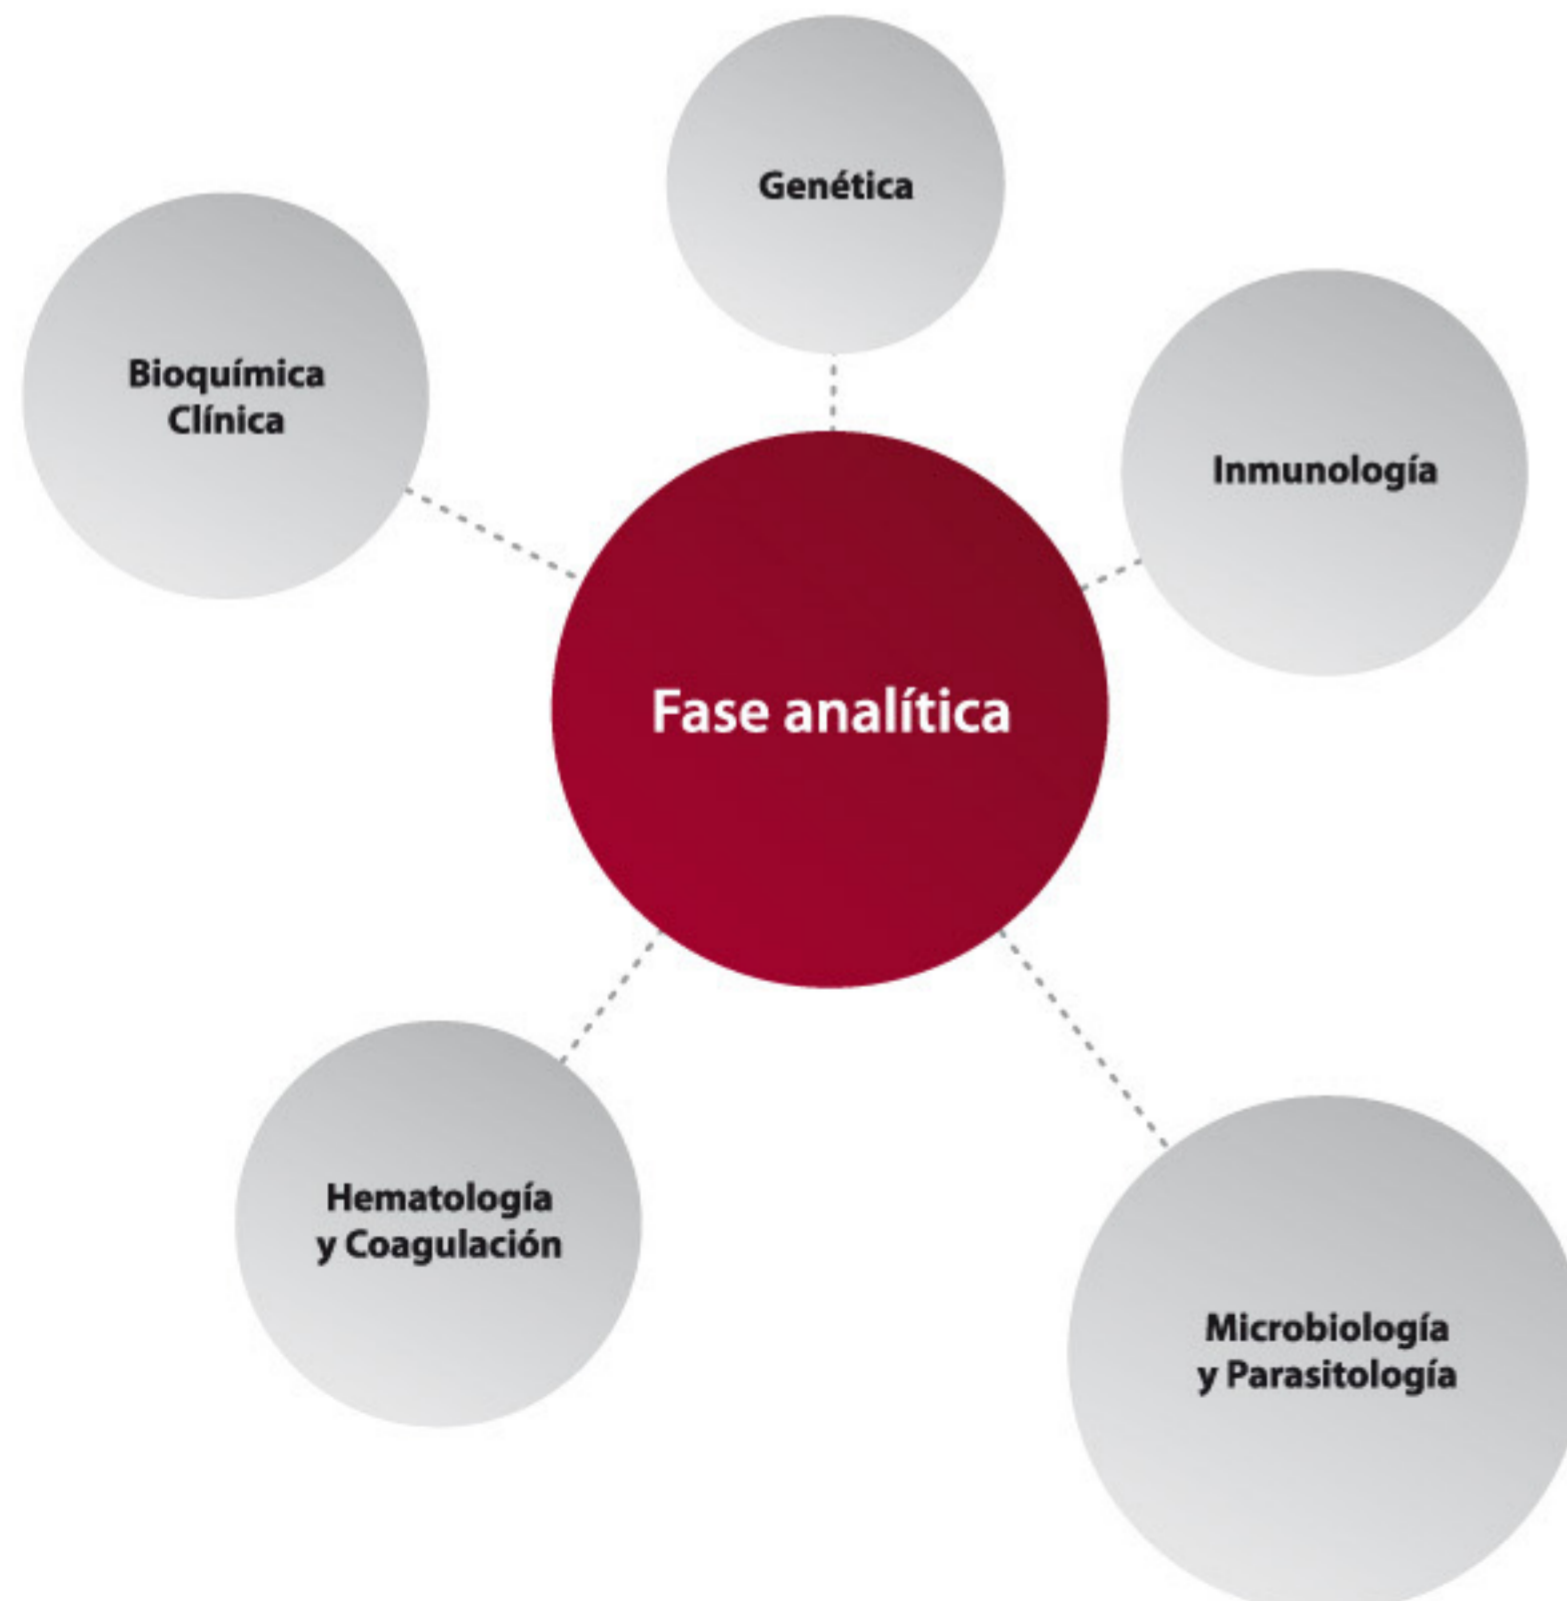 Genética
Bioquímica
Clínica
Inmunología
Fase analítica
Hematología
y Coagulación
Microbiología
y Parasitología